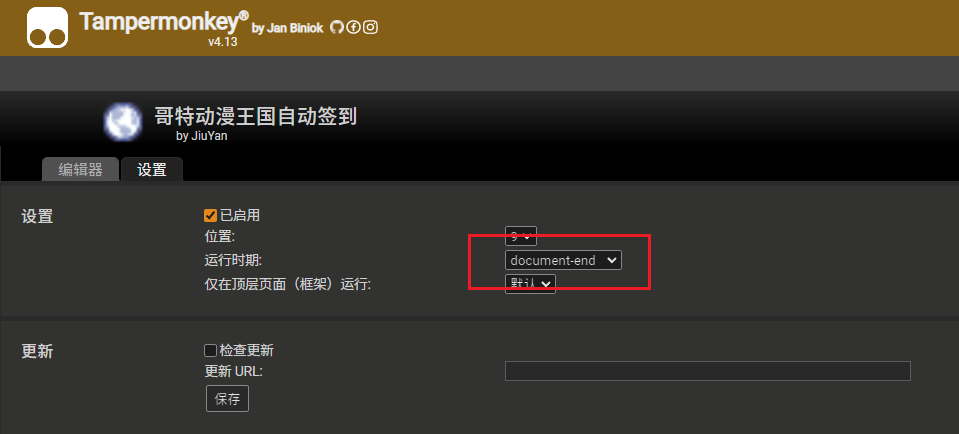 Tampermonkey® by Jan Biniok
v4.13
哥特动漫王国自动签到
by JiuYan
编辑器 设置
设置
已启用
位置: 9
运行时期: document-end
仅在顶层页面（框架）运行: 默认
更新
检查更新
更新 URL:
保存